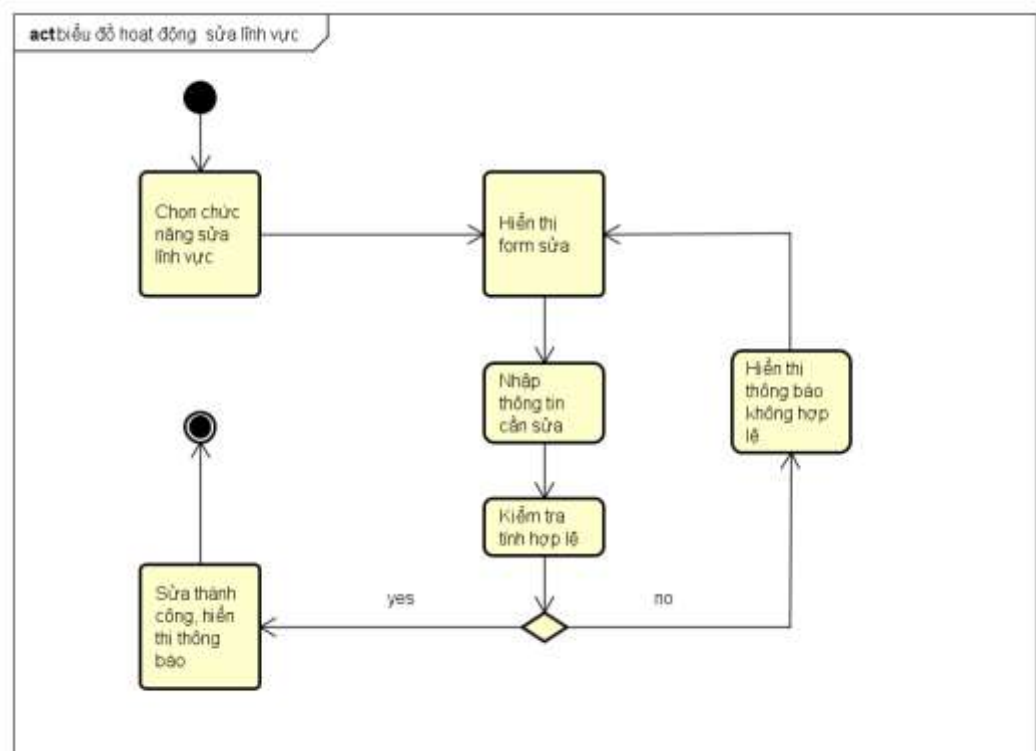 act biểu đồ hoạt động sửa lĩnh vực
Chọn chức
năng sửa
lĩnh vực
Hiển thị
form sửa
Nhập
thông tin
cần sửa
Hiển thị
thông báo
không hợp
lệ
Kiểm tra
tính hợp lệ
yes
no
Sửa thành
công, hiển
thị thông
báo